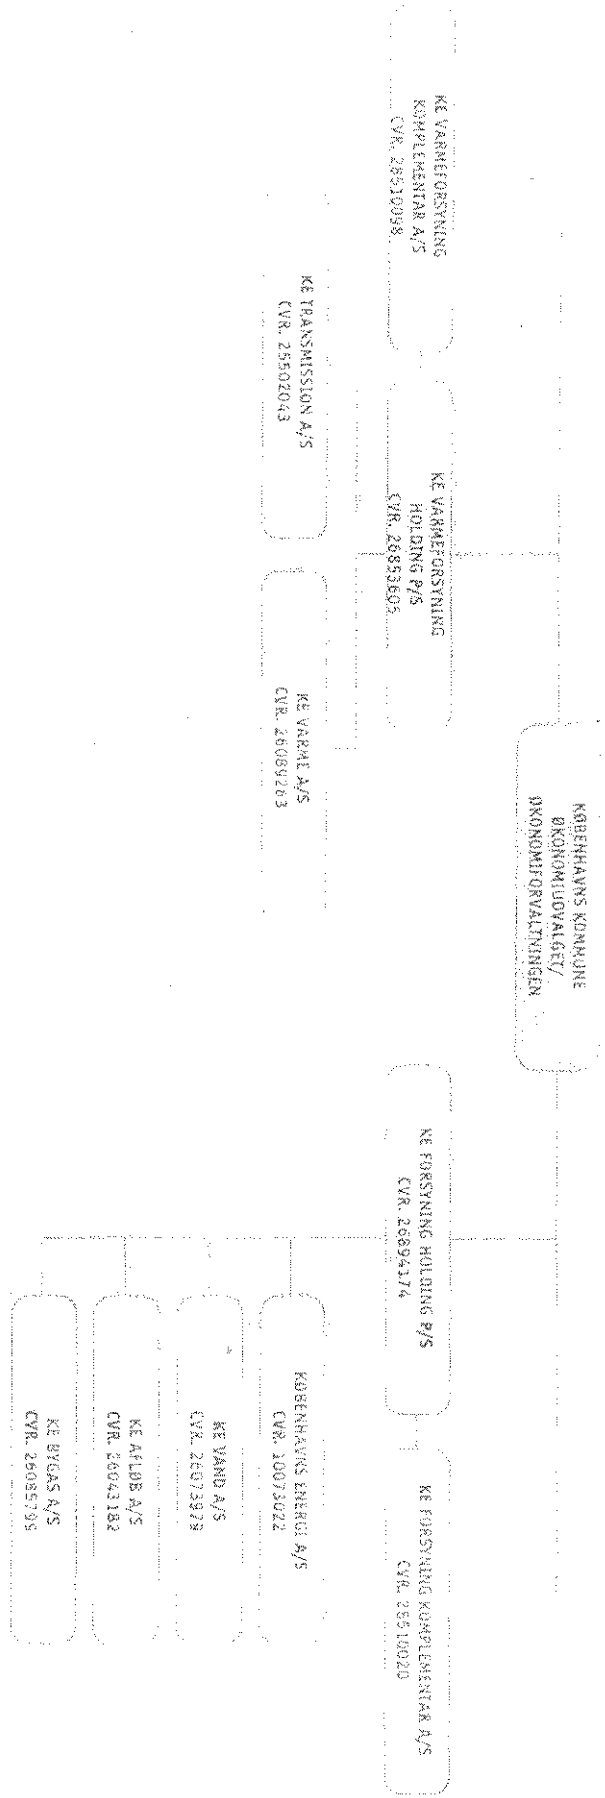 KØBENHAVNS KOMMUNE
ØKONOMIUDVALGET/
ØKONOMIFORVALTNINGEN
KE VARMEFORSYNING
KOMPLEMENTAR A/S
KE VARMEFORSYNING
HOLDING P/S
KE FORSYNING HOLDING P/S
CVR. 26894374
KE FORSYNING KOMPLEMENTAR A/S
CVR. 25510020
KE TRANSMISSION A/S
CVR. 25502043
KE VARME A/S
CVR. 26089263
KØBENHAVNS ENERGI A/S
CVR. 10073022
KE VAND A/S
CVR. 26073979
KE AFLØB A/S
CVR. 26043182
KE BYGAS A/S
CVR. 26085705